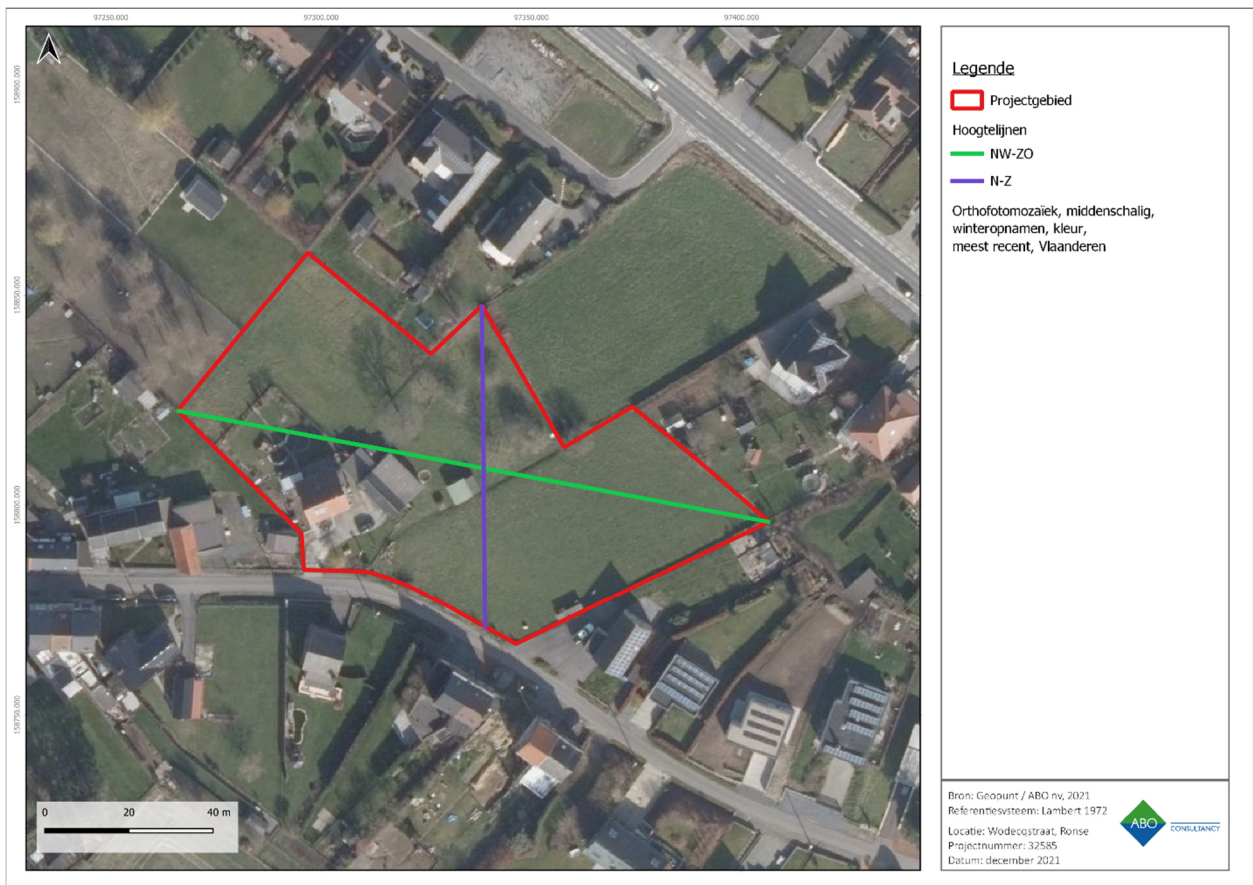 97250.000
97300.000
97350.000
97400.000
158900.000
158850.000
158800.000
158750.000
0
20
40 m
Legende
Projectgebied
Hoogtelijnen
NW-ZO
N-Z
Orthofotomozaïek, middenschalig,
winteropnamen, kleur,
meest recent, Vlaanderen
Bron: Geopunt / ABO nv, 2021
Referentiesysteem: Lambert 1972
Locatie: Wodecqstraat, Ronse
Projectnummer: 32585
Datum: december 2021
ABO
CONSULTANCY